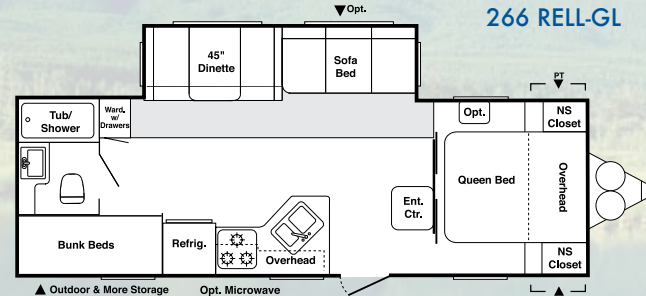 266 RELL-GL
▼Opt.
45"
Dinette
Sofa
Bed
PT
Tub/
Shower
Ward.
w/
Drawers
Opt.
NS
Closet
Queen Bed
Overhead
Ent.
Ctr.
Bunk Beds
Refrig.
Overhead
NS
Closet
▲ Outdoor & More Storage
Opt. Microwave
PT